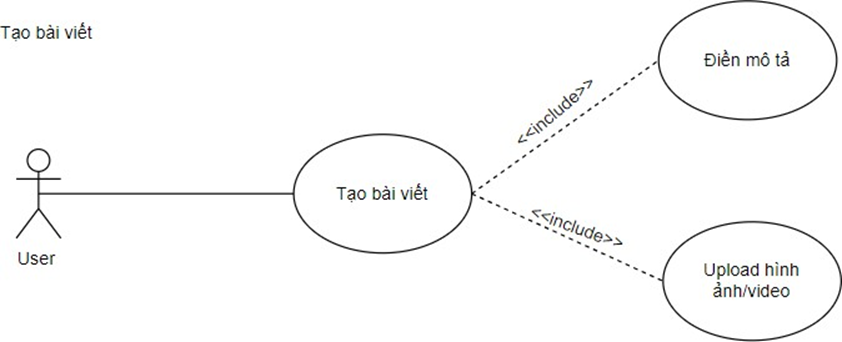 Tạo bài viết
Điền mô tả
<<include>>
Tạo bài viết
<<include>>
User
Upload hình
ảnh/video